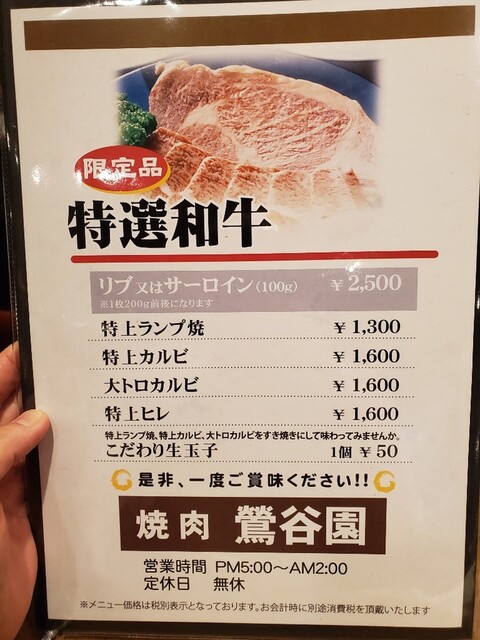 限定品
特選和牛
リブ又はサーロイン(100g) ¥2,500
※1枚200g前後になります
特上ランプ焼 ¥1,300
特上カルビ ¥1,600
大トロカルビ ¥1,600
特上ヒレ ¥1,600
特上ランプ焼、特上カルビ、大トロカルビをすき焼きにして味わってみませんか。
こだわり生玉子 1個 ¥50
是非、一度ご賞味ください!!
焼肉 鶯谷園
営業時間 PM5:00〜AM2:00
定休日 無休
※メニュー価格は税別表示となっております。お会計時に別途消費税を頂戴いたします